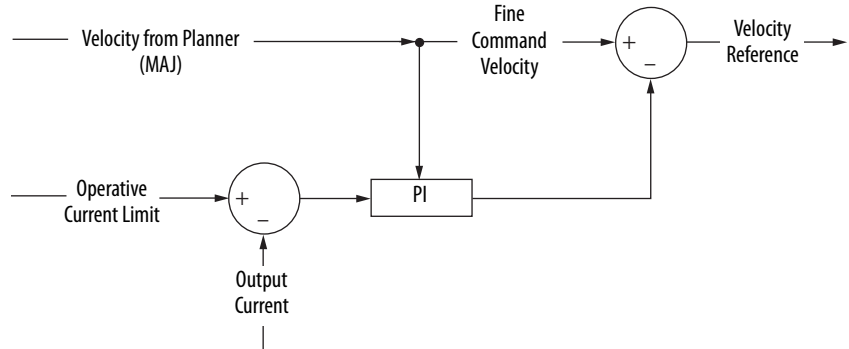 Velocity from Planner
(MAJ)
Fine
Command
Velocity
+
−
Velocity
Reference
Operative
Current Limit
+
−
PI
Output
Current